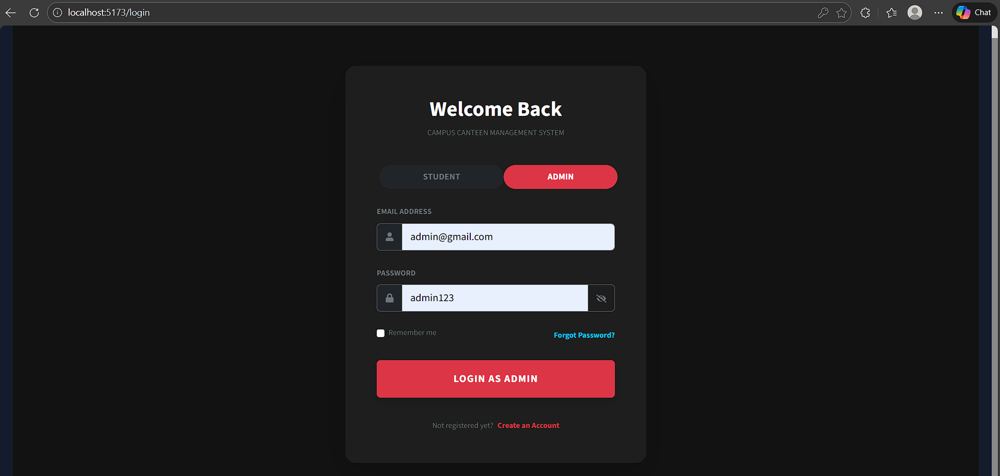 localhost:5173/login
Chat
Welcome Back
CAMPUS CANTEEN MANAGEMENT SYSTEM
STUDENT
ADMIN
EMAIL ADDRESS
admin@gmail.com
PASSWORD
admin123
Remember me
Forgot Password?
LOGIN AS ADMIN
Not registered yet? Create an Account